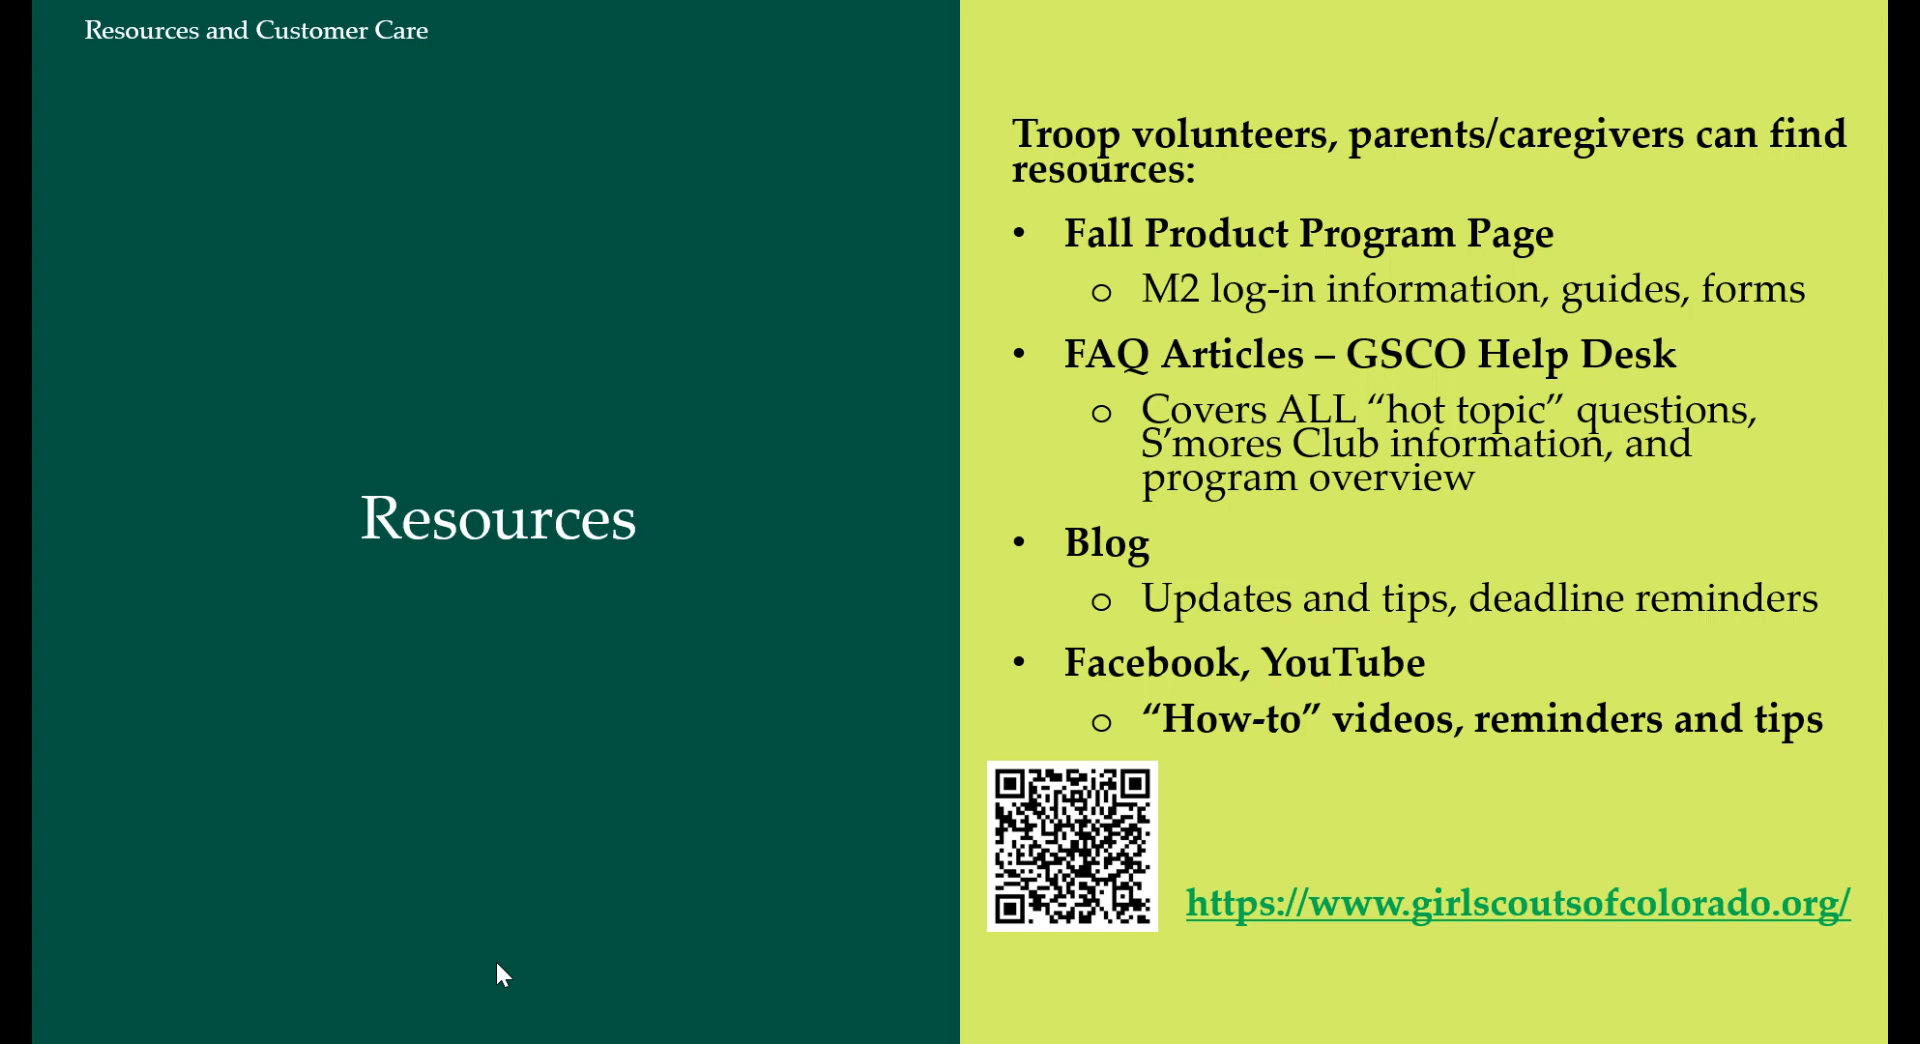 Resources and Customer Care
Resources
Troop volunteers, parents/caregivers can find
resources:
• Fall Product Program Page
o M2 log-in information, guides, forms
• FAQ Articles – GSCO Help Desk
o Covers ALL “hot topic” questions,
S’mores Club information, and
program overview
• Blog
o Updates and tips, deadline reminders
• Facebook, YouTube
o “How-to” videos, reminders and tips
https://www.girlscoutsofcolorado.org/